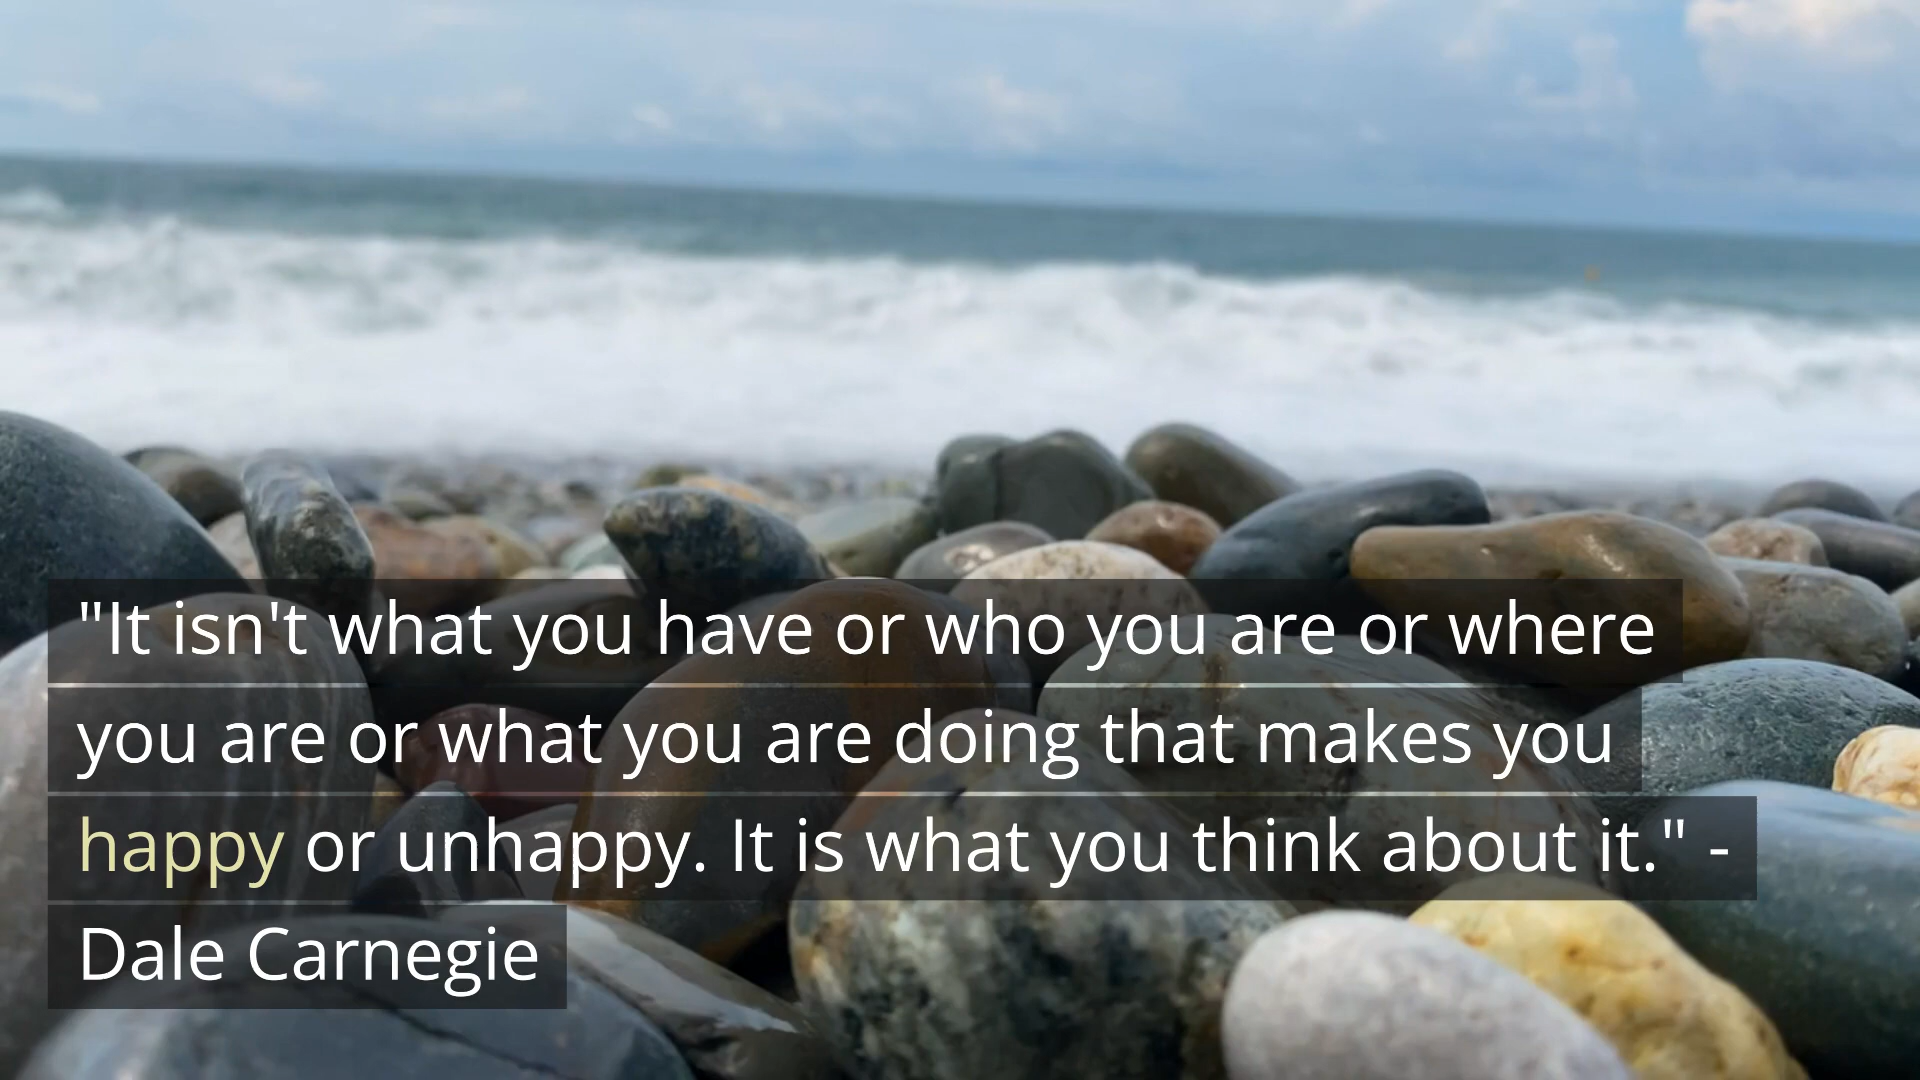 "It isn't what you have or who you are or where
you are or what you are doing that makes you
happy or unhappy. It is what you think about it." -
Dale Carnegie